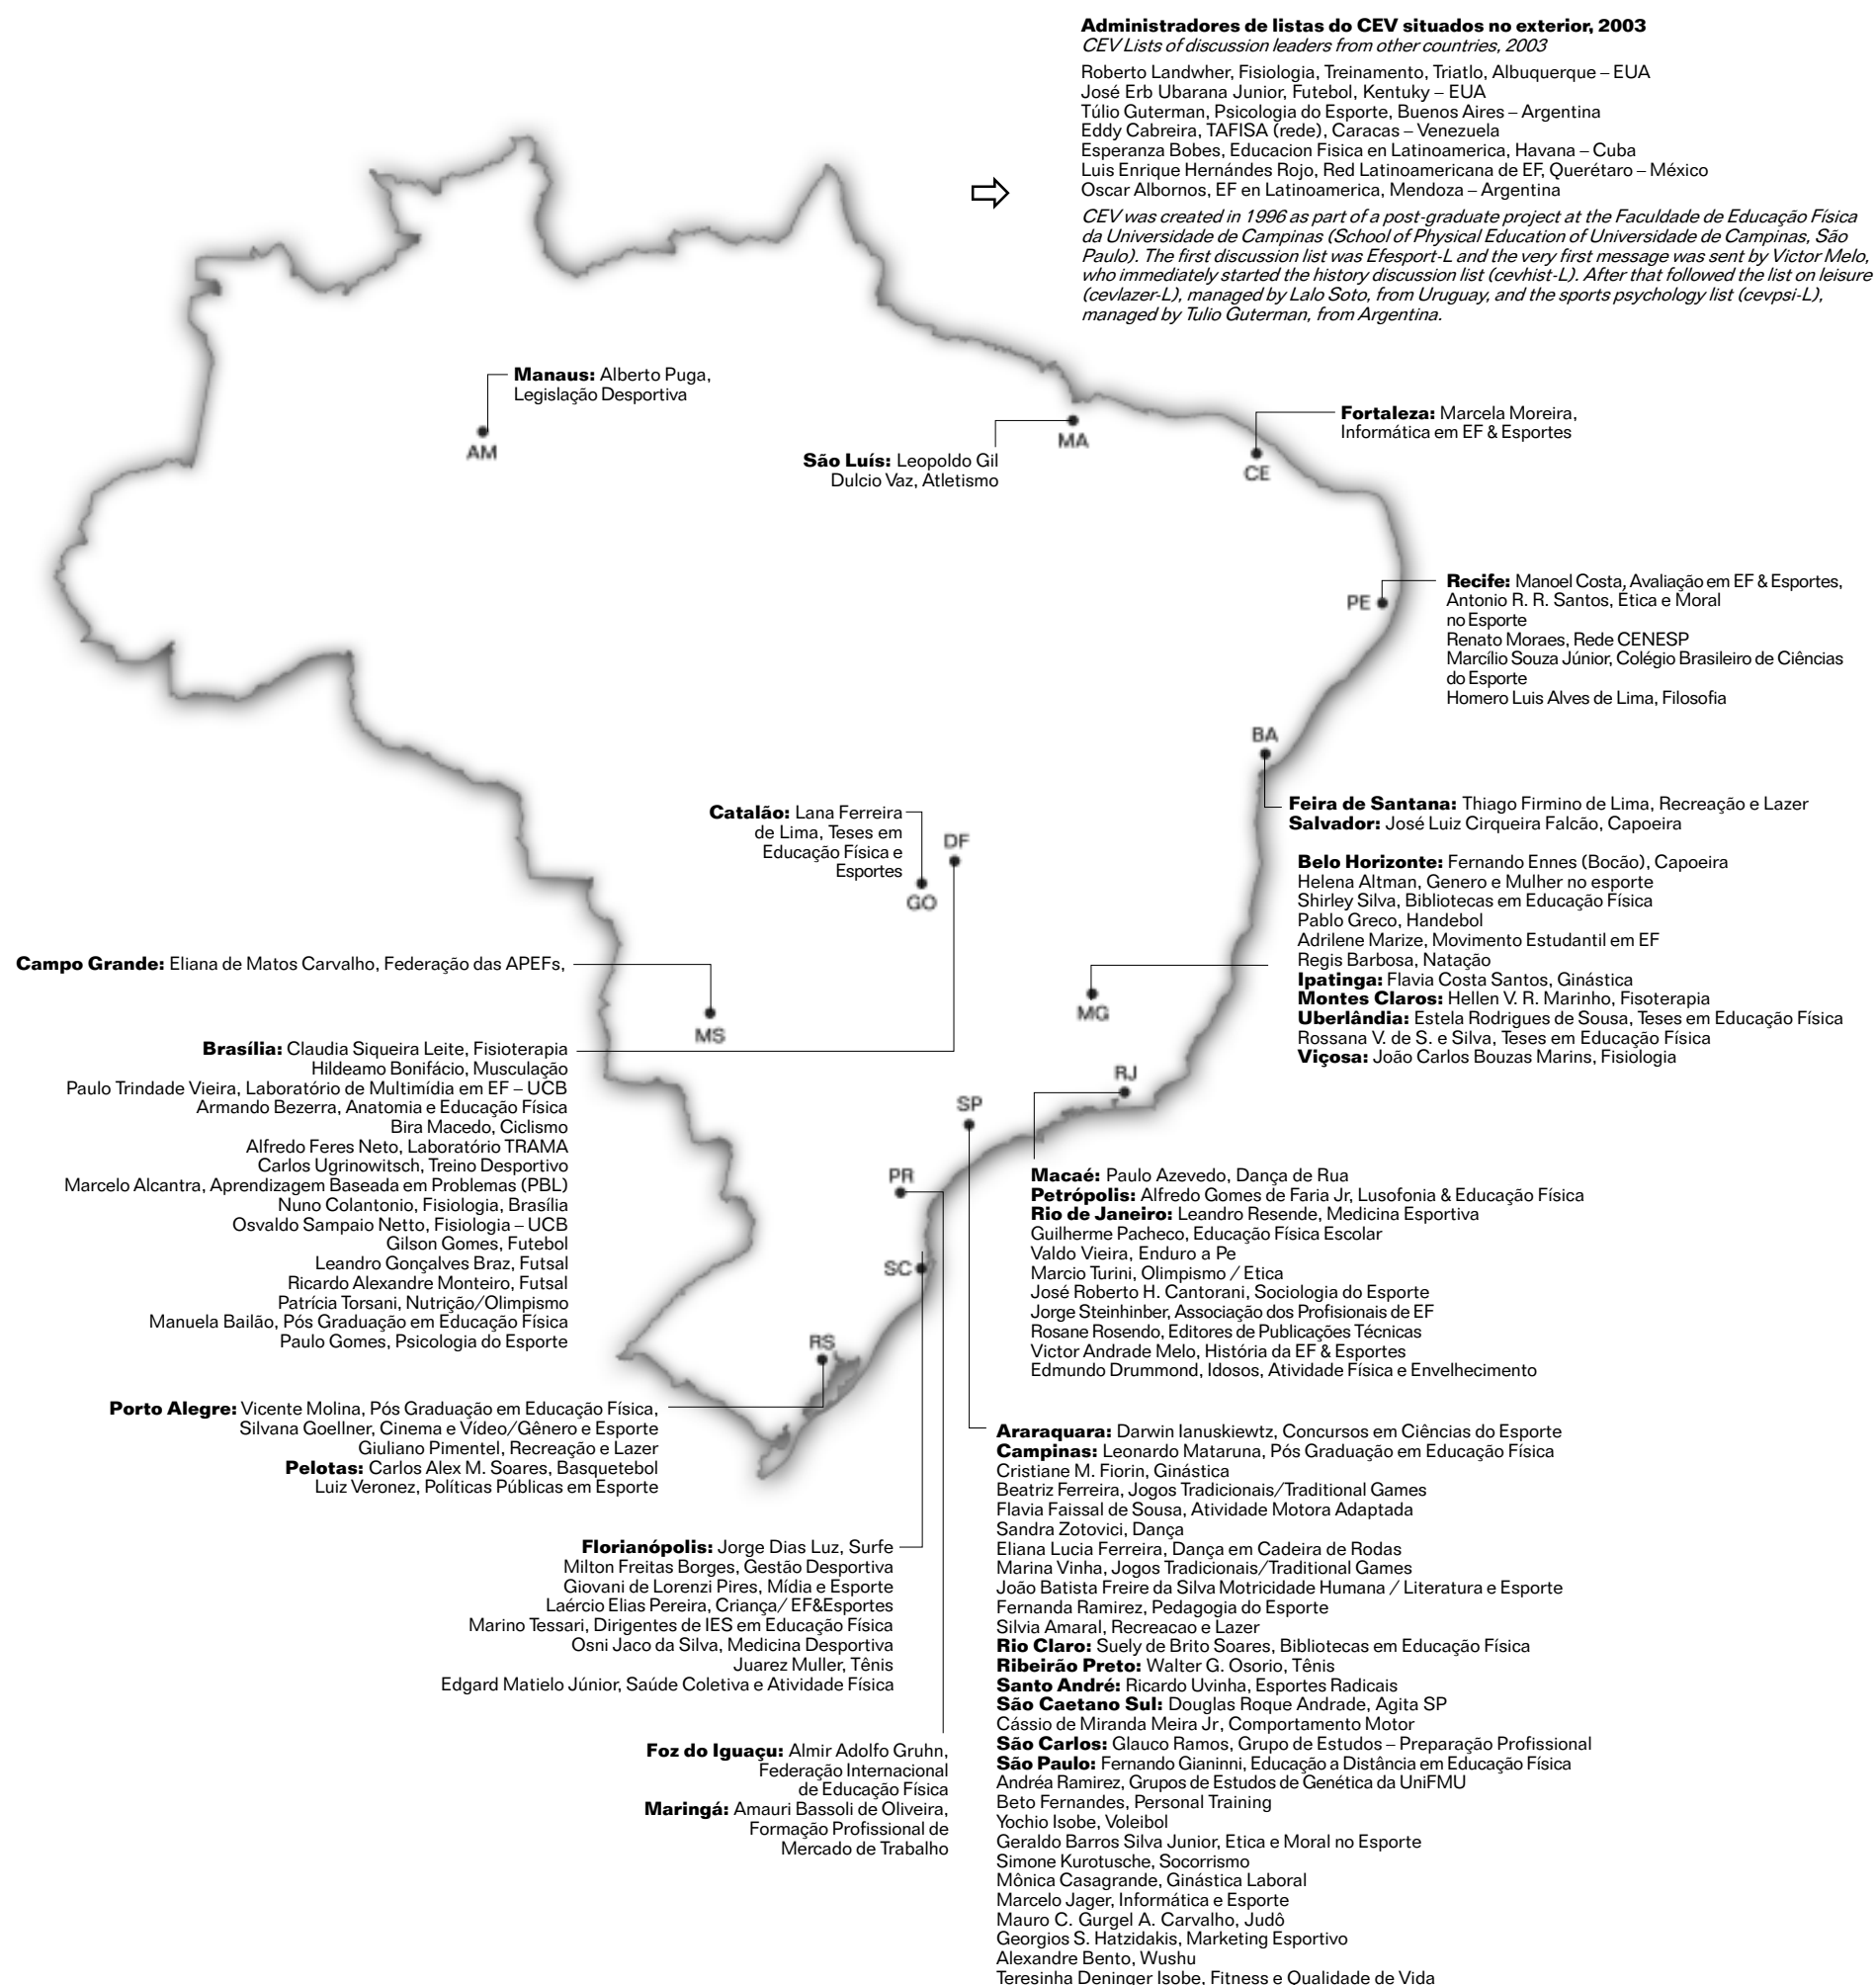 Administradores de listas do CEV situados no exterior, 2003
CEV Lists of discussion leaders from other countries, 2003
Roberto Landwher, Fisiologia, Treinamento, Triatlo, Albuquerque – EUA
José Erb Ubarana Junior, Futebol, Kentuky – EUA
Túlio Guterman, Psicologia do Esporte, Buenos Aires – Argentina
Eddy Cabreira, TAFISA (rede), Caracas – Venezuela
Esperanza Bobes, Educacion Fisica en Latinoamerica, Havana – Cuba
Luis Enrique Hernándes Rojo, Red Latinoamericana de EF, Querétaro – México
Oscar Albornos, EF en Latinoamerica, Mendoza – Argentina
CEV was created in 1996 as part of a post-graduate project at the Faculdade de Educação Física
da Universidade de Campinas (School of Physical Education of Universidade de Campinas, São
Paulo). The first discussion list was Efesport-L and the very first message was sent by Victor Melo,
who immediately started the history discussion list (cevhist-L). After that followed the list on leisure
(cevlazer-L), managed by Lalo Soto, from Uruguay, and the sports psychology list (cevpsi-L),
managed by Tulio Guterman, from Argentina.
Manaus: Alberto Puga,
Legislação Desportiva
AM
São Luís: Leopoldo Gil
Dulcio Vaz, Atletismo
MA
Fortaleza: Marcela Moreira,
Informática em EF & Esportes
CE
Recife: Manoel Costa, Avaliação em EF & Esportes,
Antonio R. R. Santos, Ética e Moral
no Esporte
Renato Moraes, Rede CENESP
Marcílio Souza Júnior, Colégio Brasileiro de Ciências
do Esporte
Homero Luis Alves de Lima, Filosofia
PE
BA
Feira de Santana: Thiago Firmino de Lima, Recreação e Lazer
Salvador: José Luiz Cirqueira Falcão, Capoeira
Catalão: Lana Ferreira
de Lima, Teses em
Educação Física e
Esportes
DF
GO
Belo Horizonte: Fernando Ennes (Bocão), Capoeira
Helena Altman, Genero e Mulher no esporte
Shirley Silva, Bibliotecas em Educação Física
Pablo Greco, Handebol
Adrilene Marize, Movimento Estudantil em EF
Regis Barbosa, Natação
Ipatinga: Flavia Costa Santos, Ginástica
Montes Claros: Hellen V. R. Marinho, Fisoterapia
Uberlândia: Estela Rodrigues de Sousa, Teses em Educação Física
Rossana V. de S. e Silva, Teses em Educação Física
Viçosa: João Carlos Bouzas Marins, Fisiologia
MG
Campo Grande: Eliana de Matos Carvalho, Federação das APEFs,
MS
Brasília: Claudia Siqueira Leite, Fisioterapia
Hildeamo Bonifácio, Musculação
Paulo Trindade Vieira, Laboratório de Multimídia em EF – UCB
Armando Bezerra, Anatomia e Educação Física
Bira Macedo, Ciclismo
Alfredo Feres Neto, Laboratório TRAMA
Carlos Ugrinowitsch, Treino Desportivo
Marcelo Alcantra, Aprendizagem Baseada em Problemas (PBL)
Nuno Colantonio, Fisiologia, Brasília
Osvaldo Sampaio Netto, Fisiologia – UCB
Gilson Gomes, Futebol
Leandro Gonçalves Braz, Futsal
Ricardo Alexandre Monteiro, Futsal
Patrícia Torsani, Nutrição/Olimpismo
Manuela Bailão, Pós Graduação em Educação Física
Paulo Gomes, Psicologia do Esporte
RJ
SP
PR
SC
RS
Macaé: Paulo Azevedo, Dança de Rua
Petrópolis: Alfredo Gomes de Faria Jr, Lusofonia & Educação Física
Rio de Janeiro: Leandro Resende, Medicina Esportiva
Guilherme Pacheco, Educação Física Escolar
Valdo Vieira, Enduro a Pe
Marcio Turini, Olimpismo / Etica
José Roberto H. Cantorani, Sociologia do Esporte
Jorge Steinhinber, Associação dos Profissionais de EF
Rosane Rosendo, Editores de Publicações Técnicas
Victor Andrade Melo, História da EF & Esportes
Edmundo Drummond, Idosos, Atividade Física e Envelhecimento
Porto Alegre: Vicente Molina, Pós Graduação em Educação Física,
Silvana Goellner, Cinema e Vídeo/Gênero e Esporte
Giuliano Pimentel, Recreação e Lazer
Pelotas: Carlos Alex M. Soares, Basquetebol
Luiz Veronez, Políticas Públicas em Esporte
Florianópolis: Jorge Dias Luz, Surfe
Milton Freitas Borges, Gestão Desportiva
Giovani de Lorenzi Pires, Mídia e Esporte
Laércio Elias Pereira, Criança/ EF&Esportes
Marino Tessari, Dirigentes de IES em Educação Física
Osni Jaco da Silva, Medicina Desportiva
Juarez Muller, Tênis
Edgard Matielo Júnior, Saúde Coletiva e Atividade Física
Foz do Iguaçu: Almir Adolfo Gruhn,
Federação Internacional
de Educação Física
Maringá: Amauri Bassoli de Oliveira,
Formação Profissional de
Mercado de Trabalho
Araraquara: Darwin Ianuskiewtz, Concursos em Ciências do Esporte
Campinas: Leonardo Mataruna, Pós Graduação em Educação Física
Cristiane M. Fiorin, Ginástica
Beatriz Ferreira, Jogos Tradicionais/Traditional Games
Flavia Faissal de Sousa, Atividade Motora Adaptada
Sandra Zotovici, Dança
Eliana Lucia Ferreira, Dança em Cadeira de Rodas
Marina Vinha, Jogos Tradicionais/Traditional Games
João Batista Freire da Silva Motricidade Humana / Literatura e Esporte
Fernanda Ramirez, Pedagogia do Esporte
Silvia Amaral, Recreacao e Lazer
Rio Claro: Suely de Brito Soares, Bibliotecas em Educação Física
Ribeirão Preto: Walter G. Osorio, Tênis
Santo André: Ricardo Uvinha, Esportes Radicais
São Caetano Sul: Douglas Roque Andrade, Agita SP
Cássio de Miranda Meira Jr, Comportamento Motor
São Carlos: Glauco Ramos, Grupo de Estudos – Preparação Profissional
São Paulo: Fernando Gianinni, Educação a Distância em Educação Física
Andréa Ramirez, Grupos de Estudos de Genética da UniFMU
Beto Fernandes, Personal Training
Yochio Isobe, Voleibol
Geraldo Barros Silva Junior, Etica e Moral no Esporte
Simone Kurotusche, Socorrismo
Mônica Casagrande, Ginástica Laboral
Marcelo Jager, Informática e Esporte
Mauro C. Gurgel A. Carvalho, Judô
Georgios S. Hatzidakis, Marketing Esportivo
Alexandre Bento, Wushu
Teresinha Deninger Isobe, Fitness e Qualidade de Vida